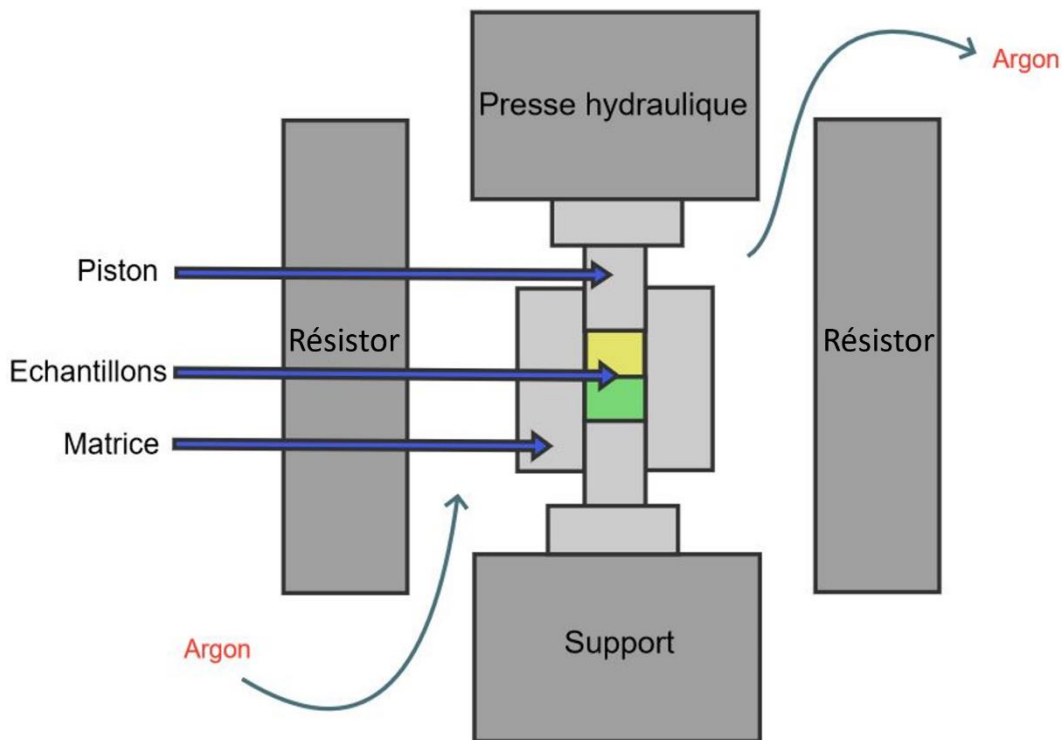 Argon
Presse hydraulique
Piston
Résistor
Résistor
Echantillons
Matrice
Argon
Support